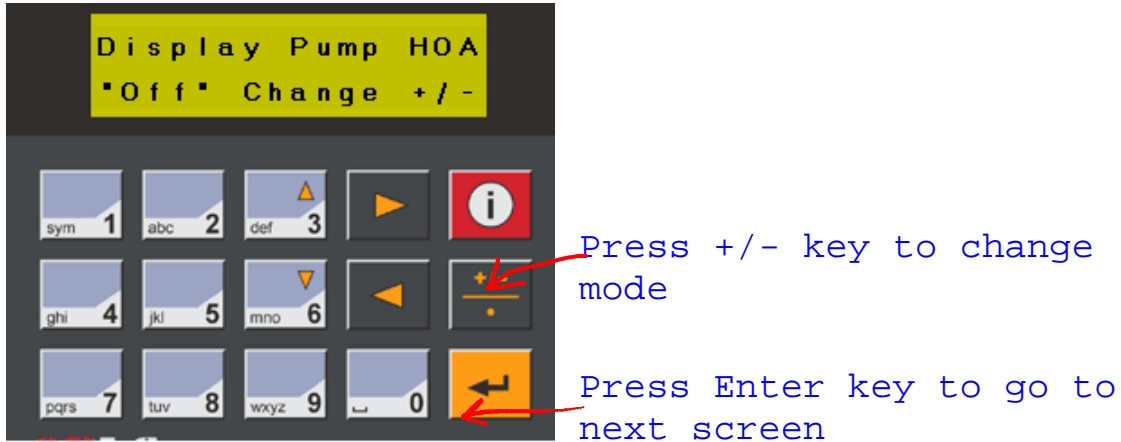 Display Pump HOA
"Off" Change +/-
sym 1 abc 2 def 3 i
Press +/- key to change
mode
ghi 4 jkl 5 mno 6
pqrs 7 tuv 8 wxyz 9 0
Press Enter key to go to
next screen